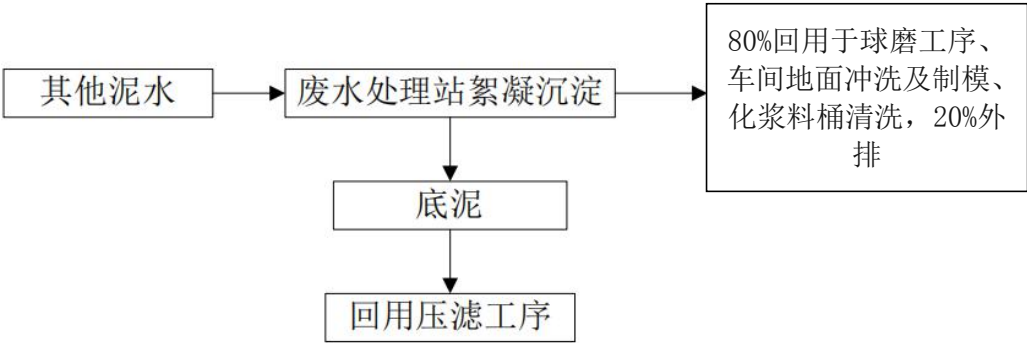 其他泥水
废水处理站絮凝沉淀
80%回用于球磨工序、
车间地面冲洗及制模、
化浆料桶清洗，20%外
排
底泥
回用压滤工序